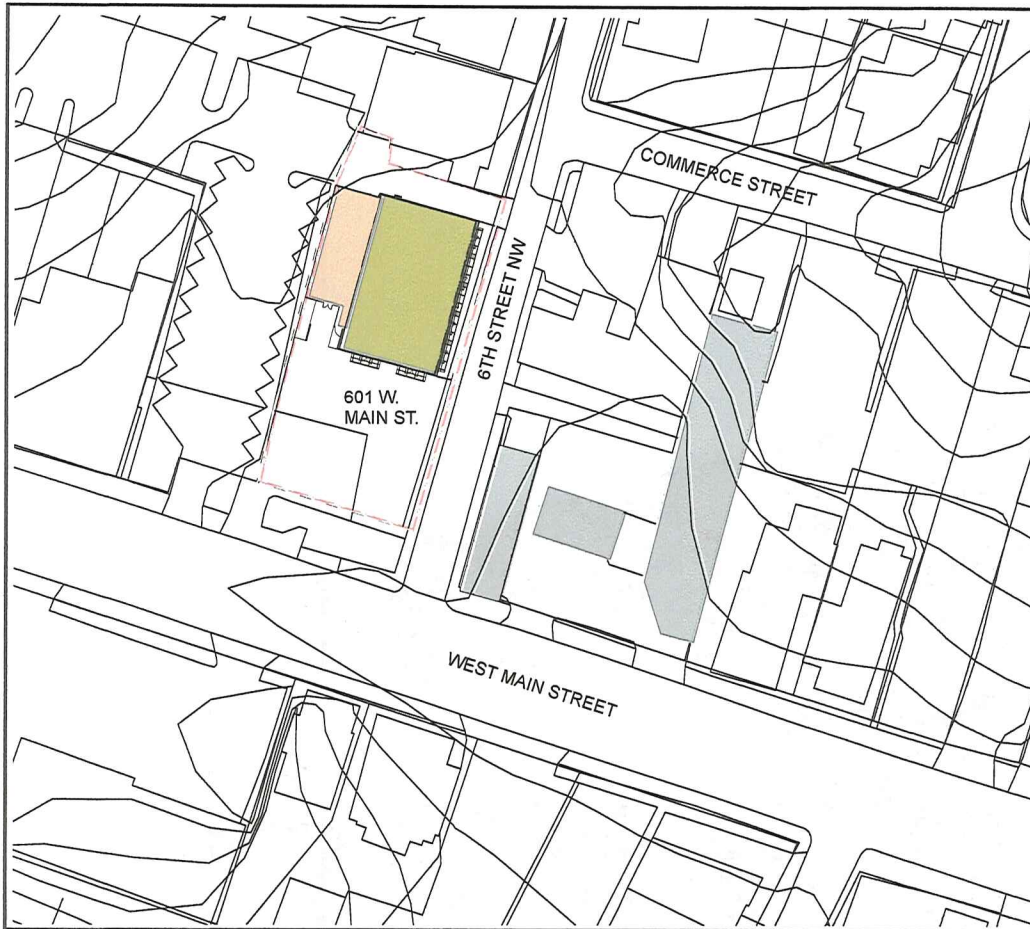 COMMERCE STREET
6TH STREET NW
601 W.
MAIN ST.
WEST MAIN STREET